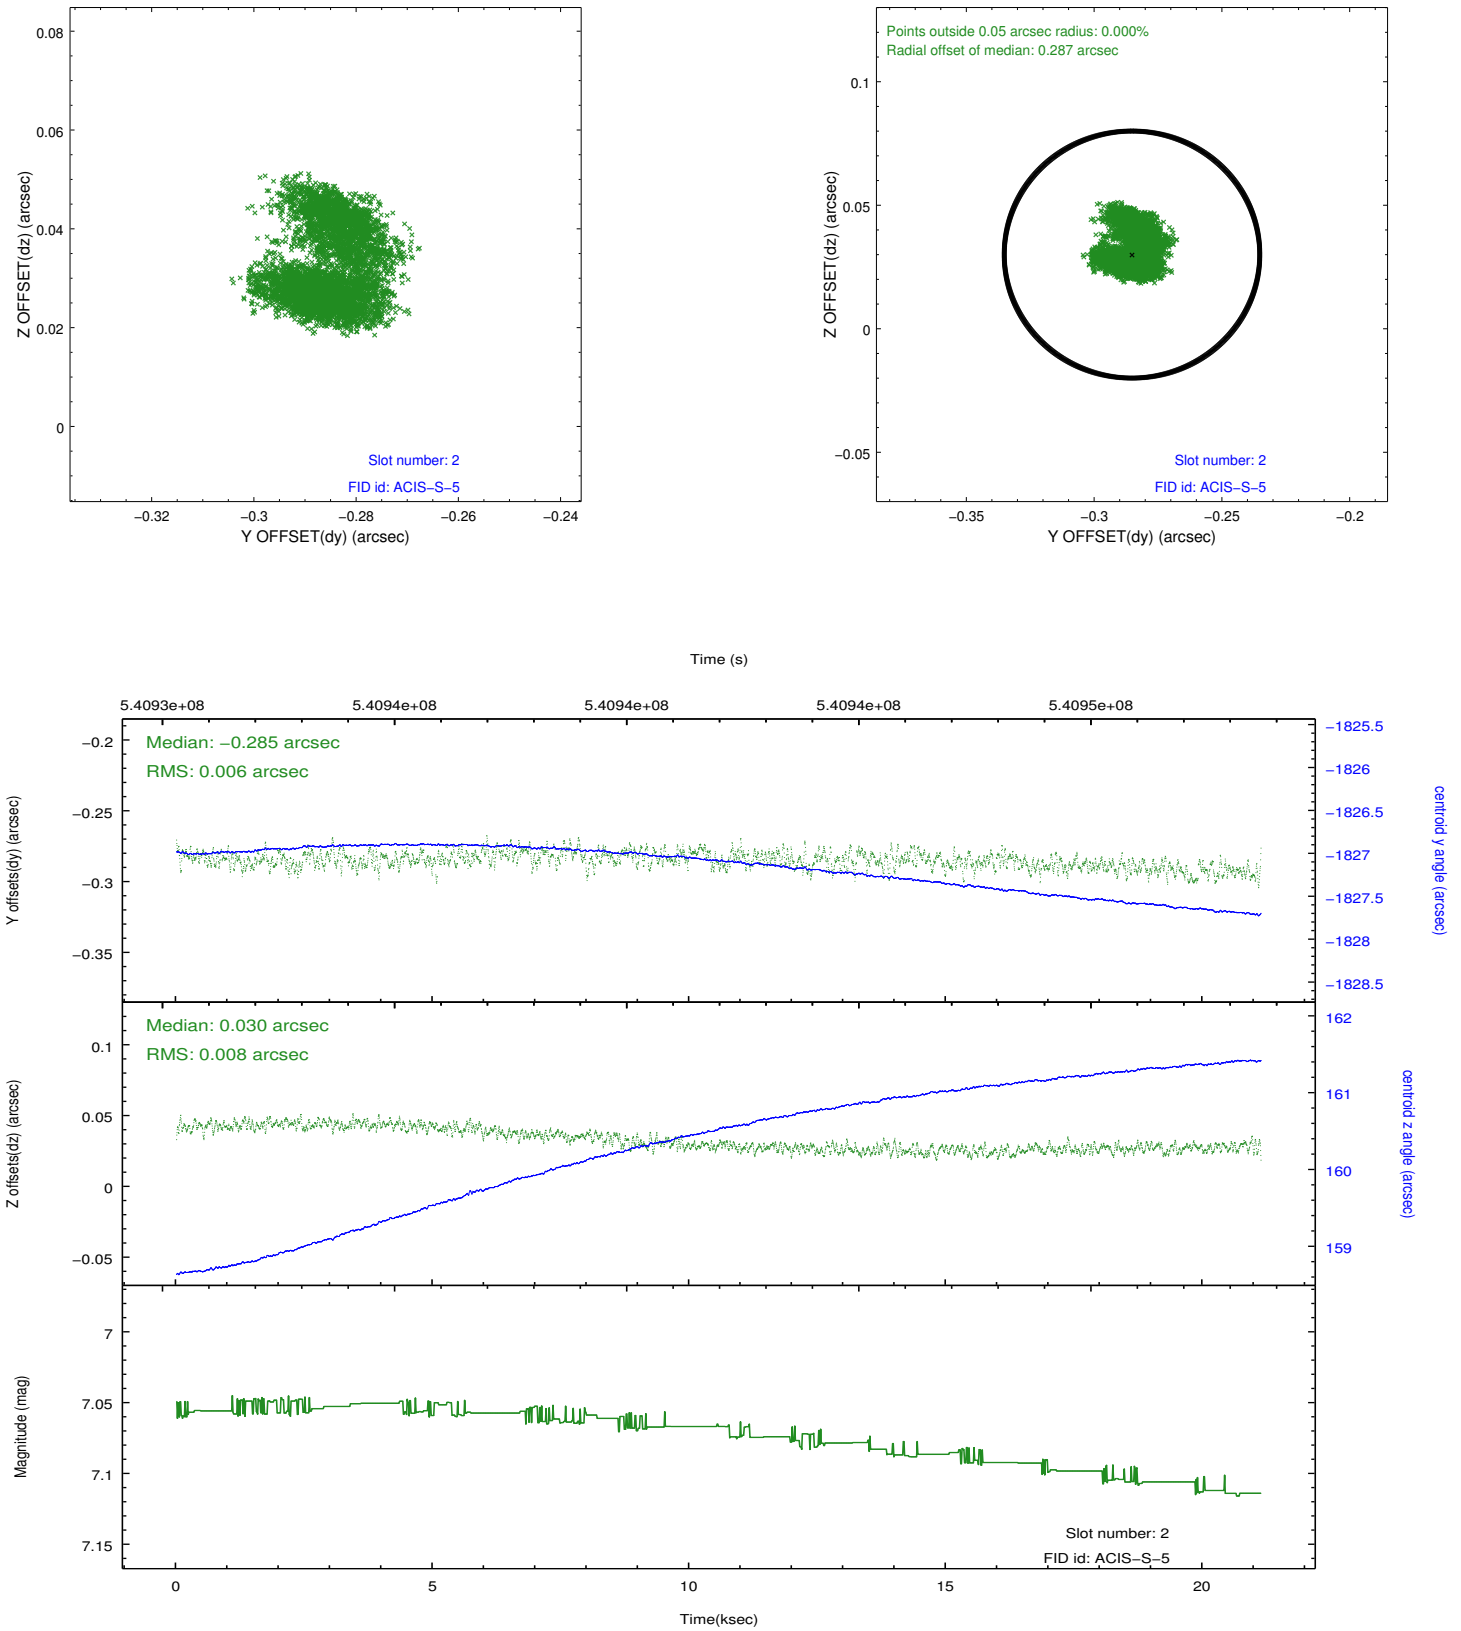 0.08
0.06
0.04
0.02
0
Z OFFSET(dz) (arcsec)
Slot number: 2
FID id: ACIS−S−5
−0.32
−0.3
−0.28
−0.26
−0.24
Y OFFSET(dy) (arcsec)
Points outside 0.05 arcsec radius: 0.000%
Radial offset of median: 0.287 arcsec
0.1
0.05
0
−0.05
Z OFFSET(dz) (arcsec)
Slot number: 2
FID id: ACIS−S−5
−0.35
−0.3
−0.25
−0.2
Y OFFSET(dy) (arcsec)
Time (s)
5.4093e+08
5.4094e+08
5.4094e+08
5.4094e+08
5.4095e+08
Median: −0.285 arcsec
RMS: 0.006 arcsec
−0.2
−0.25
−0.3
−0.35
Y offsets(dy) (arcsec)
−1825.5
−1826
−1826.5
−1827
−1827.5
−1828
−1828.5
centroid y angle (arcsec)
Median: 0.030 arcsec
RMS: 0.008 arcsec
0.1
0.05
0
−0.05
Z offsets(dz) (arcsec)
162
161
160
159
centroid z angle (arcsec)
7
7.05
7.1
7.15
Magnitude (mag)
Slot number: 2
FID id: ACIS−S−5
0
5
10
15
20
Time(ksec)